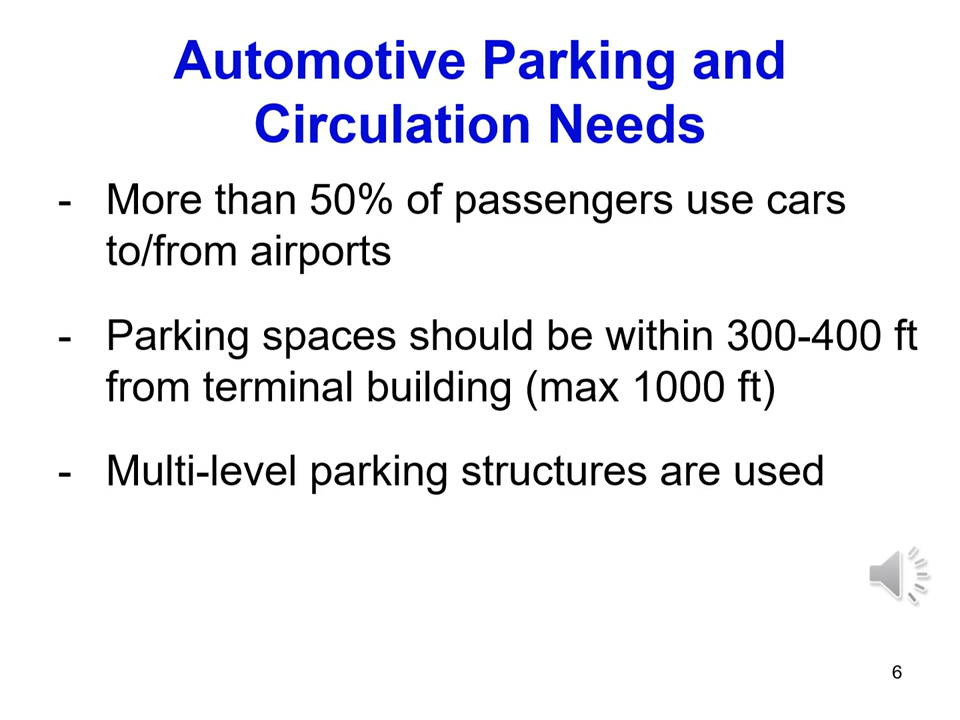 Automotive Parking and
Circulation Needs
- More than 50% of passengers use cars
to/from airports
- Parking spaces should be within 300-400 ft
from terminal building (max 1000 ft)
- Multi-level parking structures are used
6